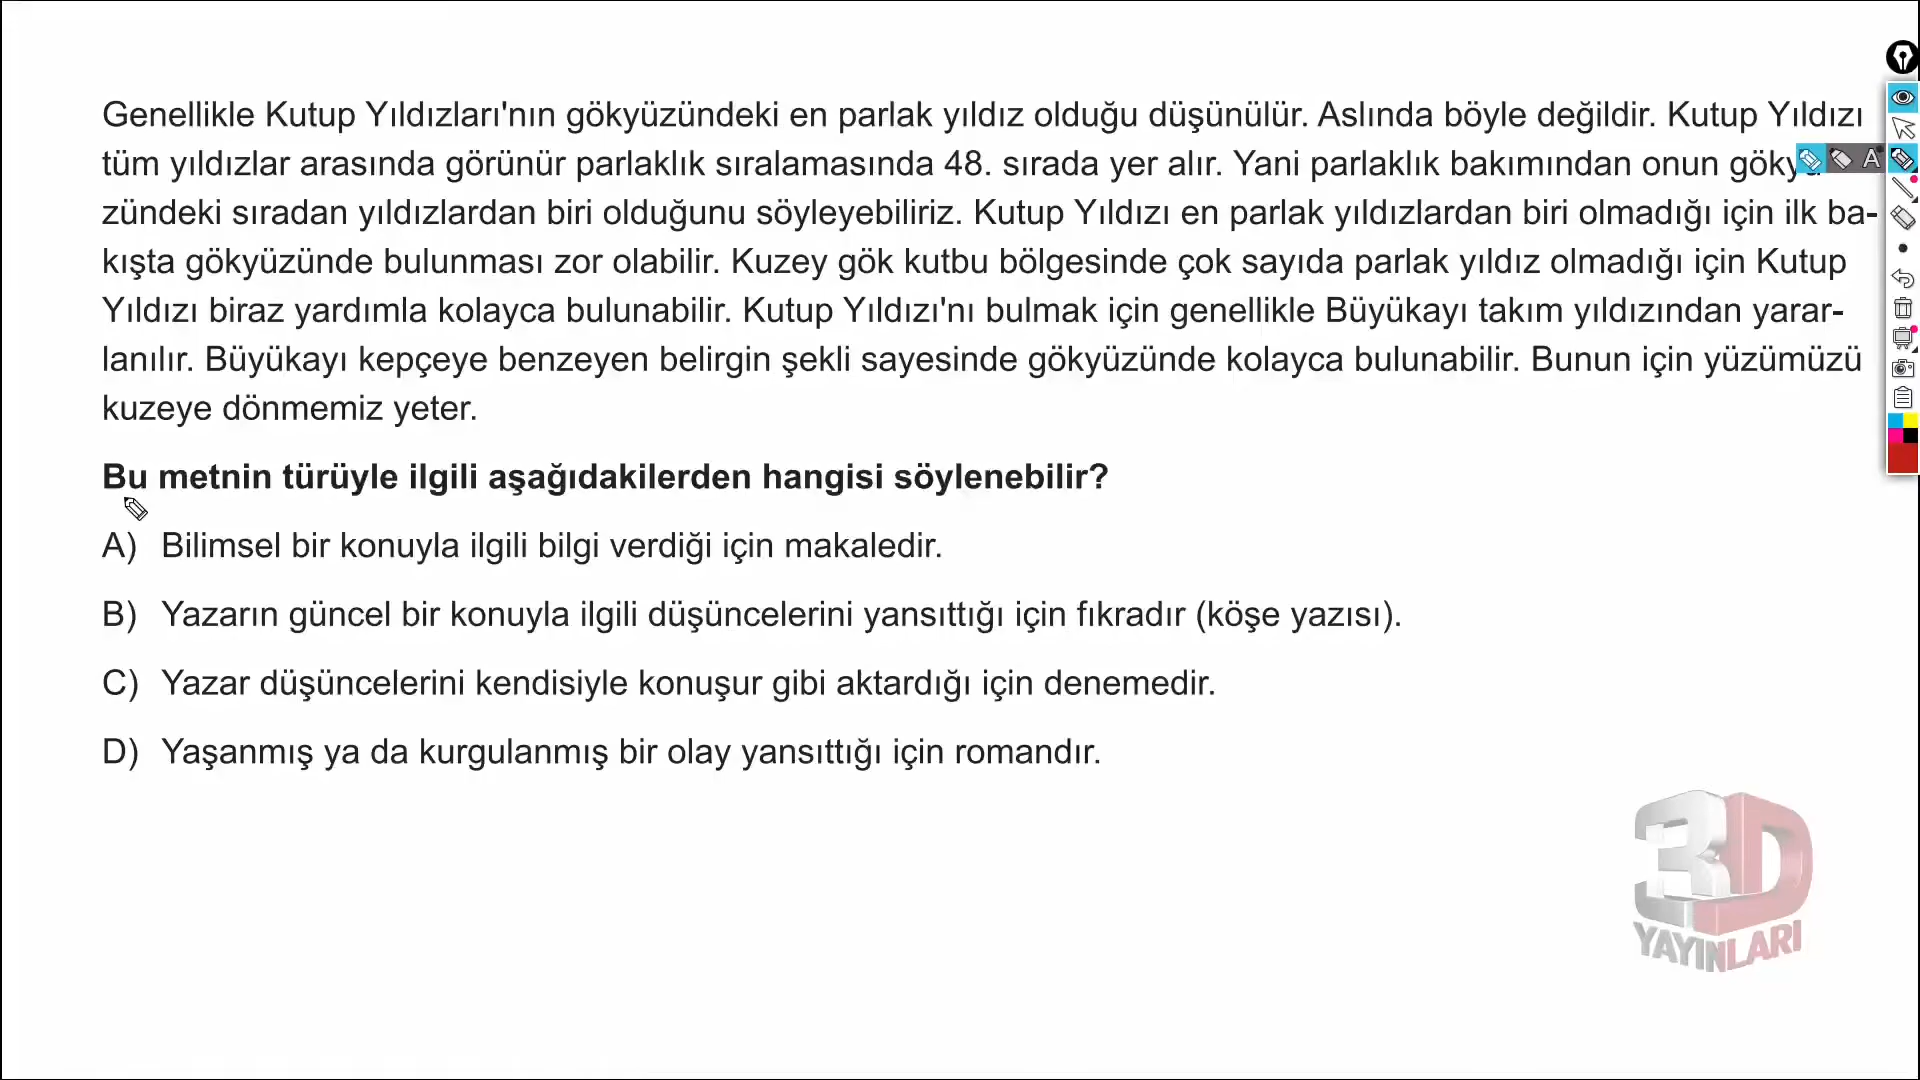 Genellikle Kutup Yıldızları'nın gökyüzündeki en parlak yıldız olduğu düşünülür. Aslında böyle değildir. Kutup Yıldızı
tüm yıldızlar arasında görünür parlaklık sıralamasında 48. sırada yer alır. Yani parlaklık bakımından onun gökyü-
zündeki sıradan yıldızlardan biri olduğunu söyleyebiliriz. Kutup Yıldızı en parlak yıldızlardan biri olmadığı için ilk ba-
kışta gökyüzünde bulunması zor olabilir. Kuzey gök kutbu bölgesinde çok sayıda parlak yıldız olmadığı için Kutup
Yıldızı biraz yardımla kolayca bulunabilir. Kutup Yıldızı'nı bulmak için genellikle Büyükayı takım yıldızından yarar-
lanılır. Büyükayı kepçeye benzeyen belirgin şekli sayesinde gökyüzünde kolayca bulunabilir. Bunun için yüzümüzü
kuzeye dönmemiz yeter.
Bu metnin türüyle ilgili aşağıdakilerden hangisi söylenebilir?
A) Bilimsel bir konuyla ilgili bilgi verdiği için makaledir.
B) Yazarın güncel bir konuyla ilgili düşüncelerini yansıttığı için fıkradır (köşe yazısı).
C) Yazar düşüncelerini kendisiyle konuşur gibi aktardığı için denemedir.
D) Yaşanmış ya da kurgulanmış bir olay yansıttığı için romandır.
3D
YAYINLARI
A